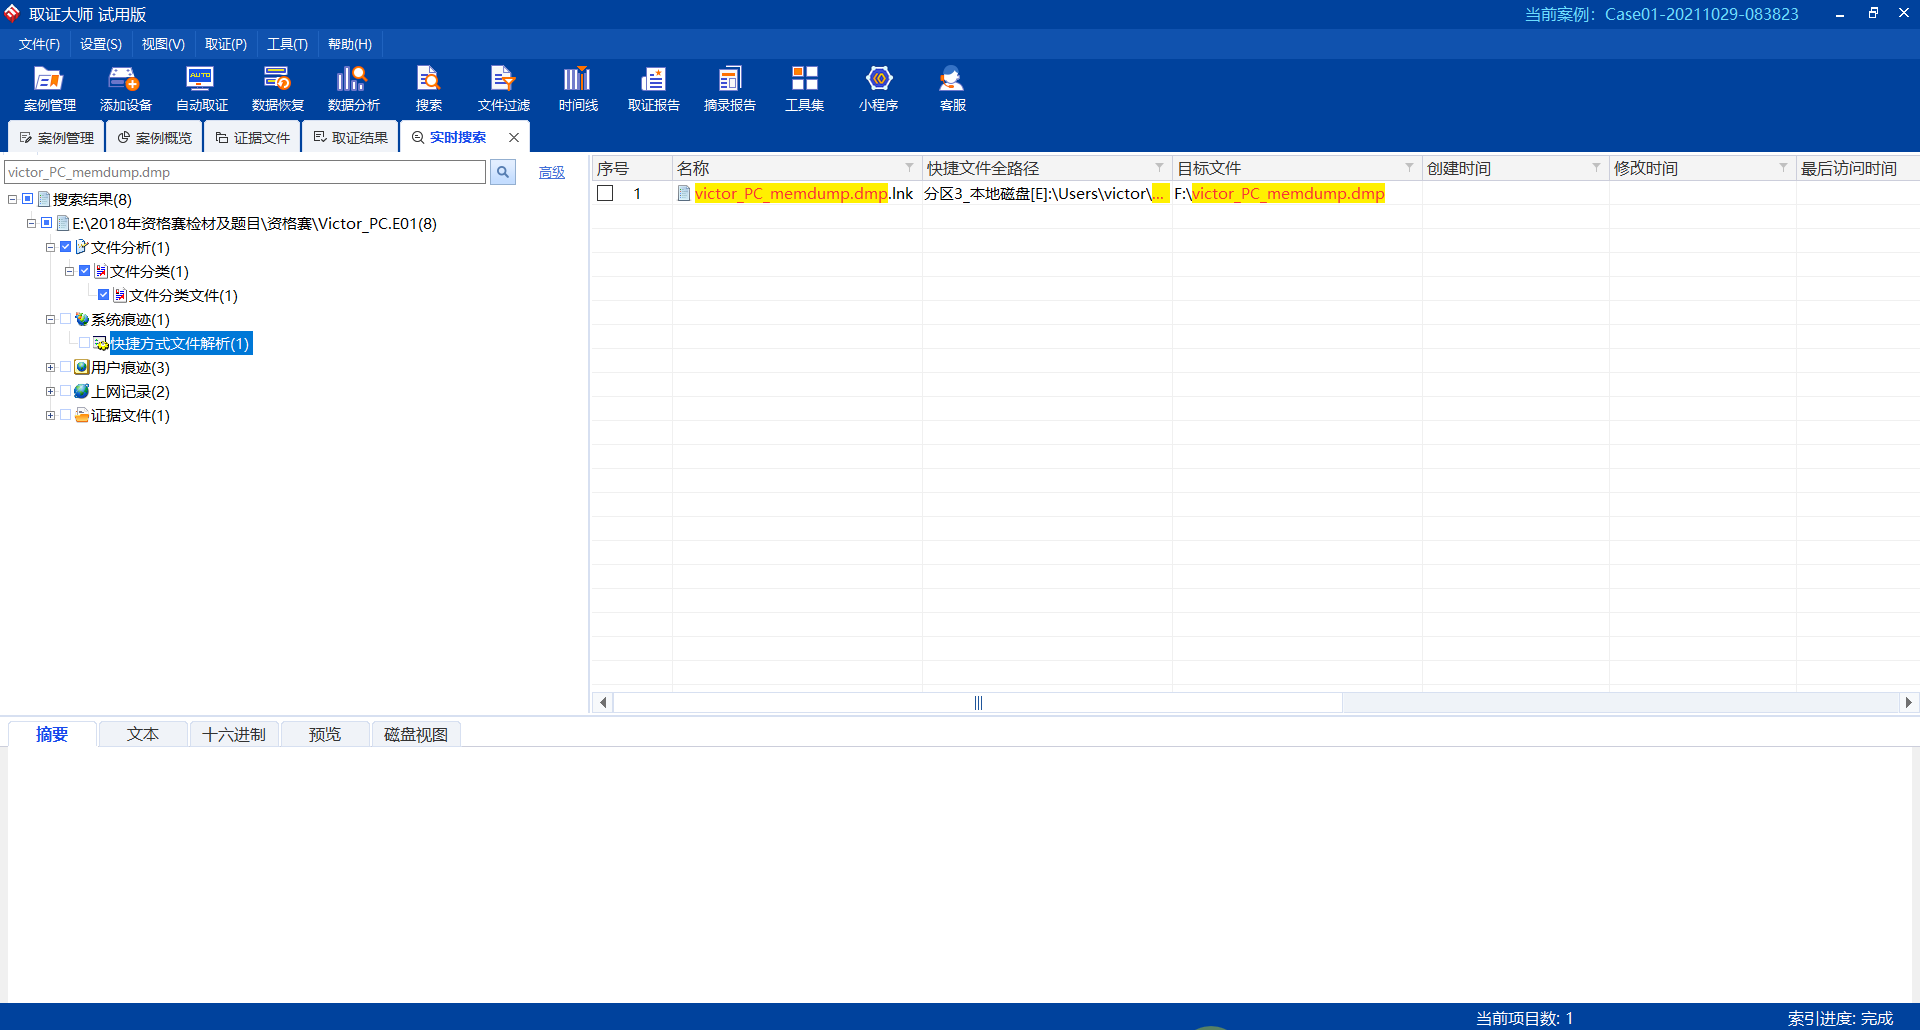 取证大师 试用版
当前案例: Case01-20211029-083823
文件(F) 设置(S) 视图(V) 取证(P) 工具(T) 帮助(H)
案例管理 添加设备 自动取证 数据恢复 数据分析 搜索 文件过滤 时间线 取证报告 摘录报告 工具集 小程序 客服
案例管理 案例概览 证据文件 取证结果 实时搜索
victor_PC_memdump.dmp 高级
序号 名称 快捷文件全路径 目标文件 创建时间 修改时间 最后访问时间
1 victor_PC_memdump.dmp.lnk 分区3_本地磁盘[E]:\Users\victor\... F:\victor_PC_memdump.dmp
搜索结果(8)
E:\2018年资格赛检材及题目\资格赛\Victor_PC.E01(8)
文件分析(1)
文件分类(1)
文件分类文件(1)
系统痕迹(1)
快捷方式文件解析(1)
用户痕迹(3)
上网记录(2)
证据文件(1)
摘要 文本 十六进制 预览 磁盘视图
当前项目数: 1 索引进度: 完成